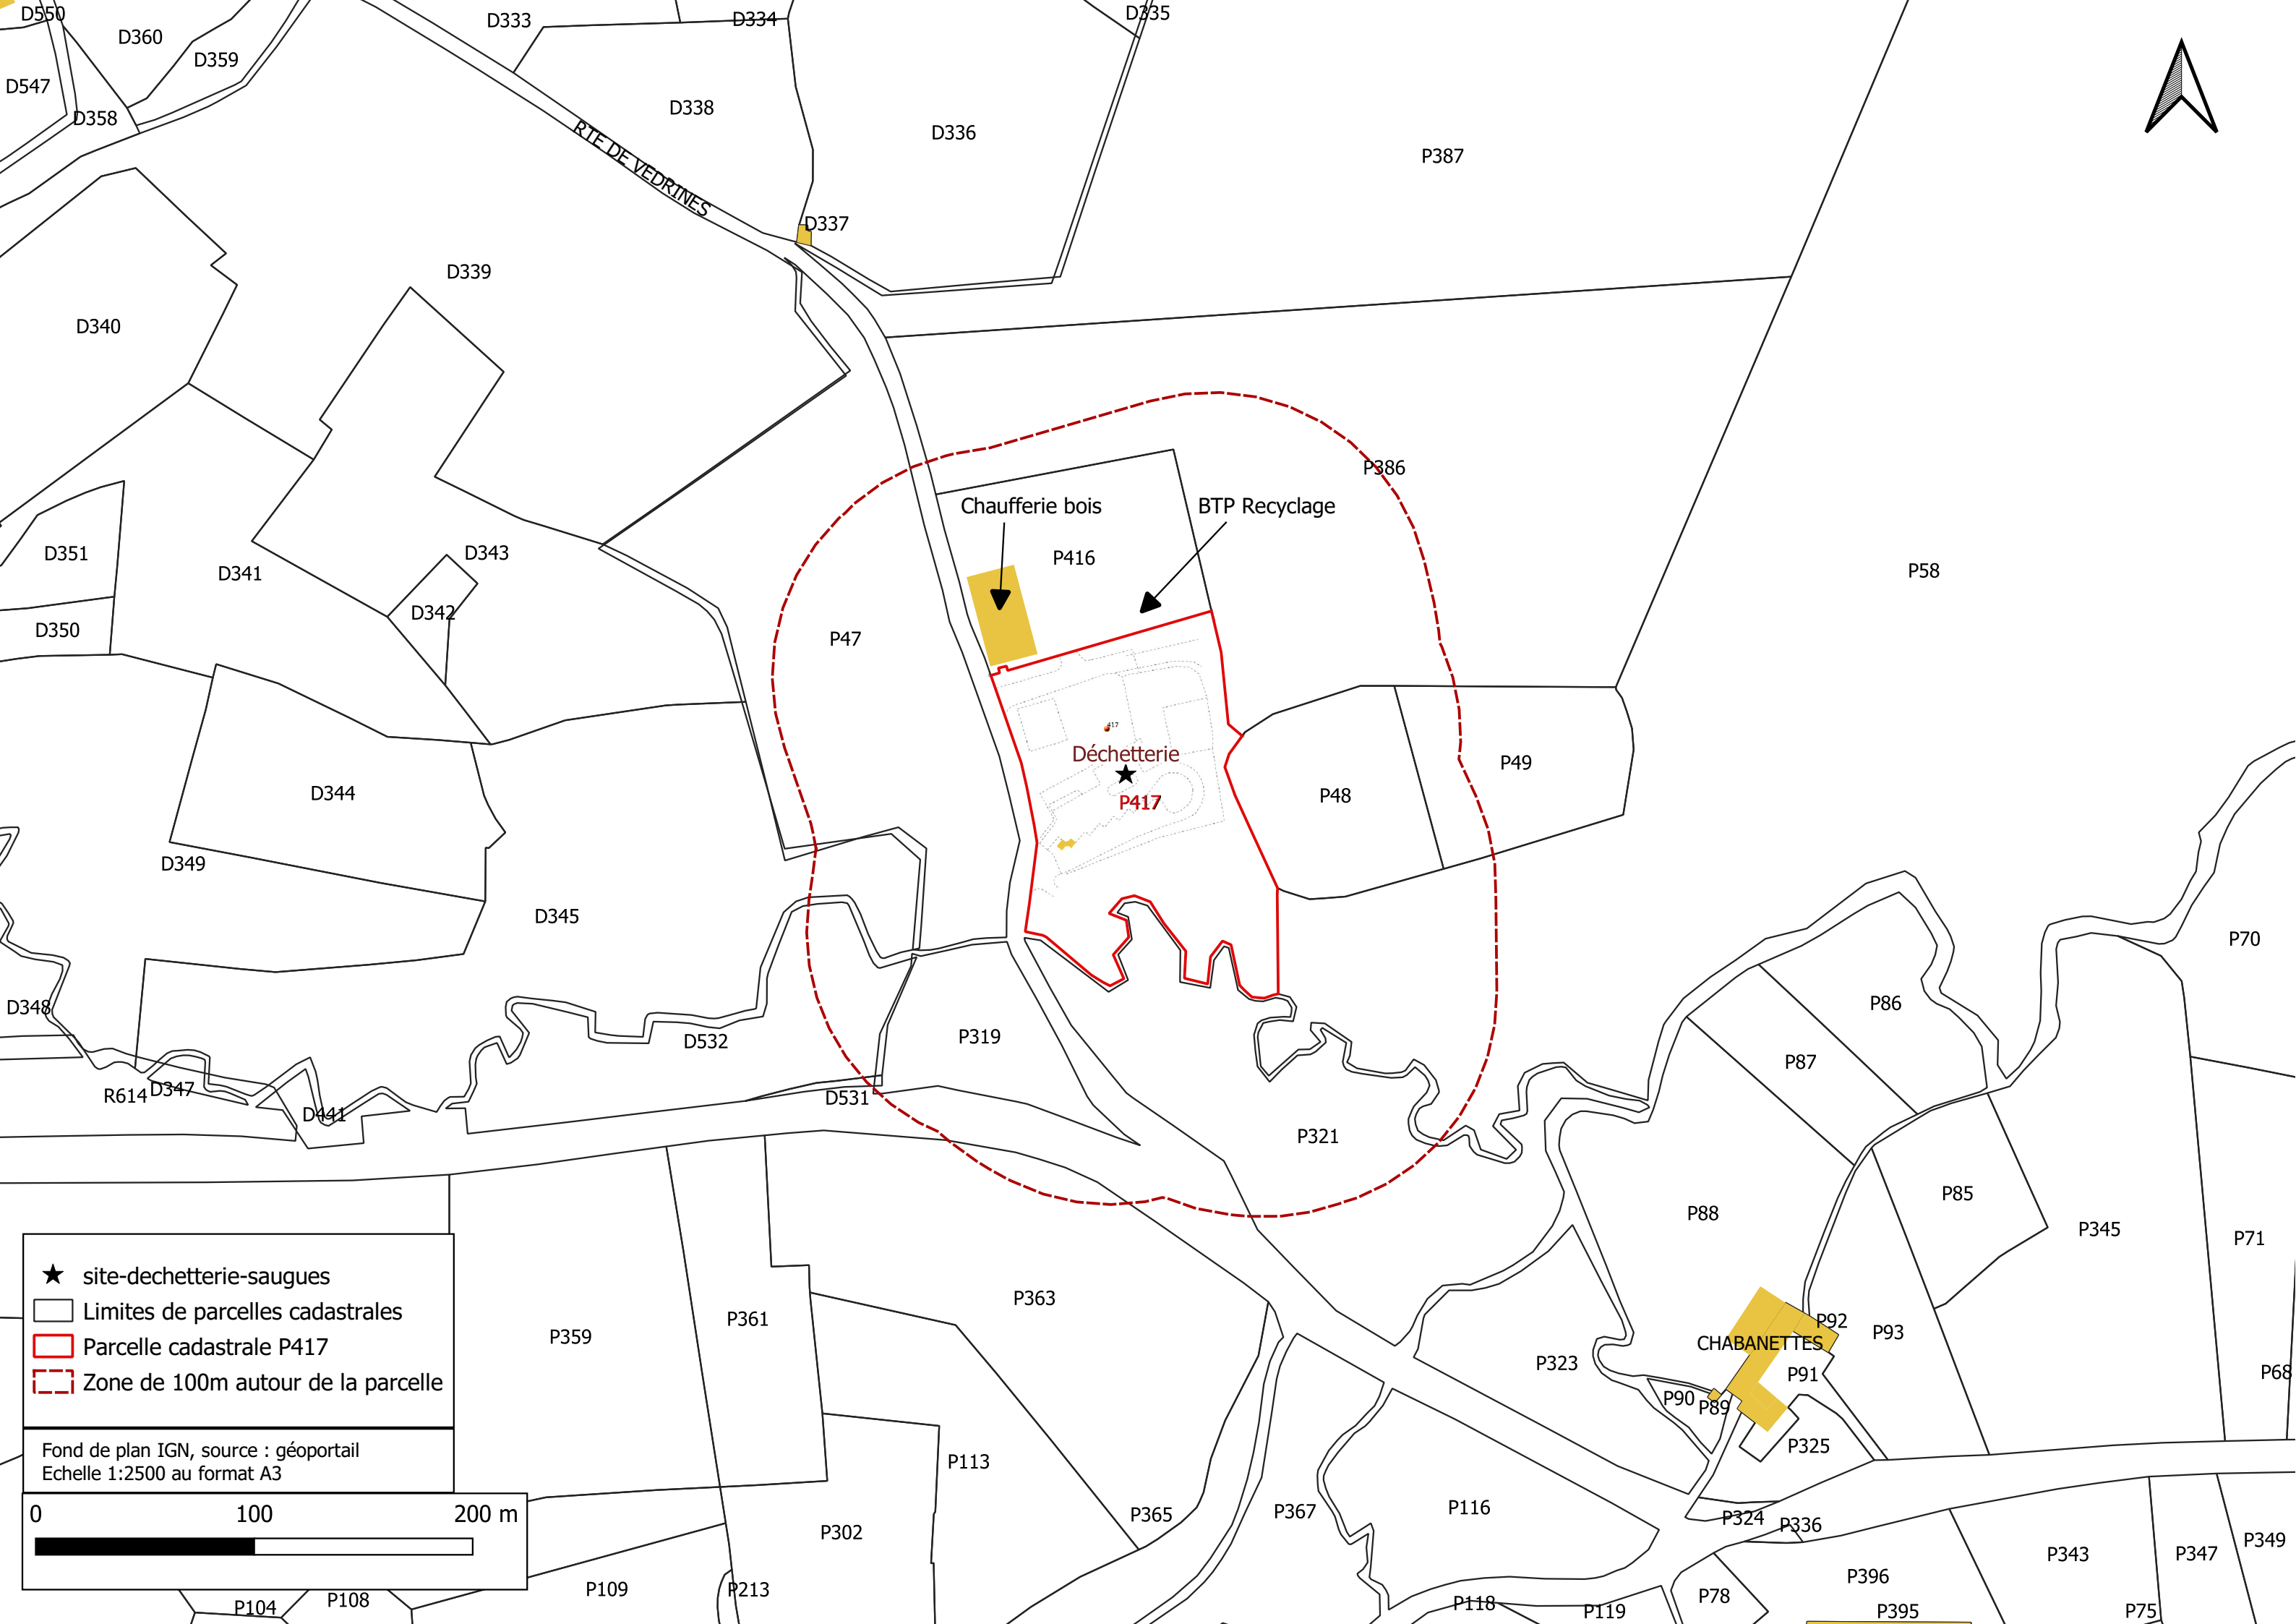 D550
D360
D333
D334
D335
D359
D547
D358
D338
D336
P387
RTE DE VEDRINES
D337
D339
D340
P386
Chaufferie bois
BTP Recyclage
P416
D351
D341
D343
P58
D342
D350
P47
417
Déchetterie
P49
D344
P48
P417
D349
D345
P70
D348
P86
D532
P319
P87
R614
D347
D531
D441
P321
P85
P88
P345
P71
site-dechetterie-saugues
Limites de parcelles cadastrales
Parcelle cadastrale P417
Zone de 100m autour de la parcelle
P363
P361
P359
P92
P93
CHABANETTES
P323
P91
P68
P90
P89
Fond de plan IGN, source : géoportail
Echelle 1:2500 au format A3
P325
P113
0 100 200 m
P365
P367
P116
P324
P336
P302
P343
P347
P349
P109
P213
P396
P78
P104
P108
P118
P119
P395
P75